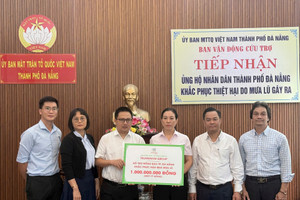 ỦY BAN MẶT TRẬN TỔ QUỐC VIỆT NAM
THÀNH PHỐ ĐÀ NẴNG
ỦY BAN MTTQ VIỆT NAM THÀNH PHỐ ĐÀ NẴNG
BAN VẬN ĐỘNG CỨU TRỢ
TIẾP NHẬN
ỦNG HỘ NHÂN DÂN THÀNH PHỐ ĐÀ NẴNG
KHẮC PHỤC THIỆT HẠI DO MƯA LŨ GÂY RA
1.000.000.000 ĐỒNG